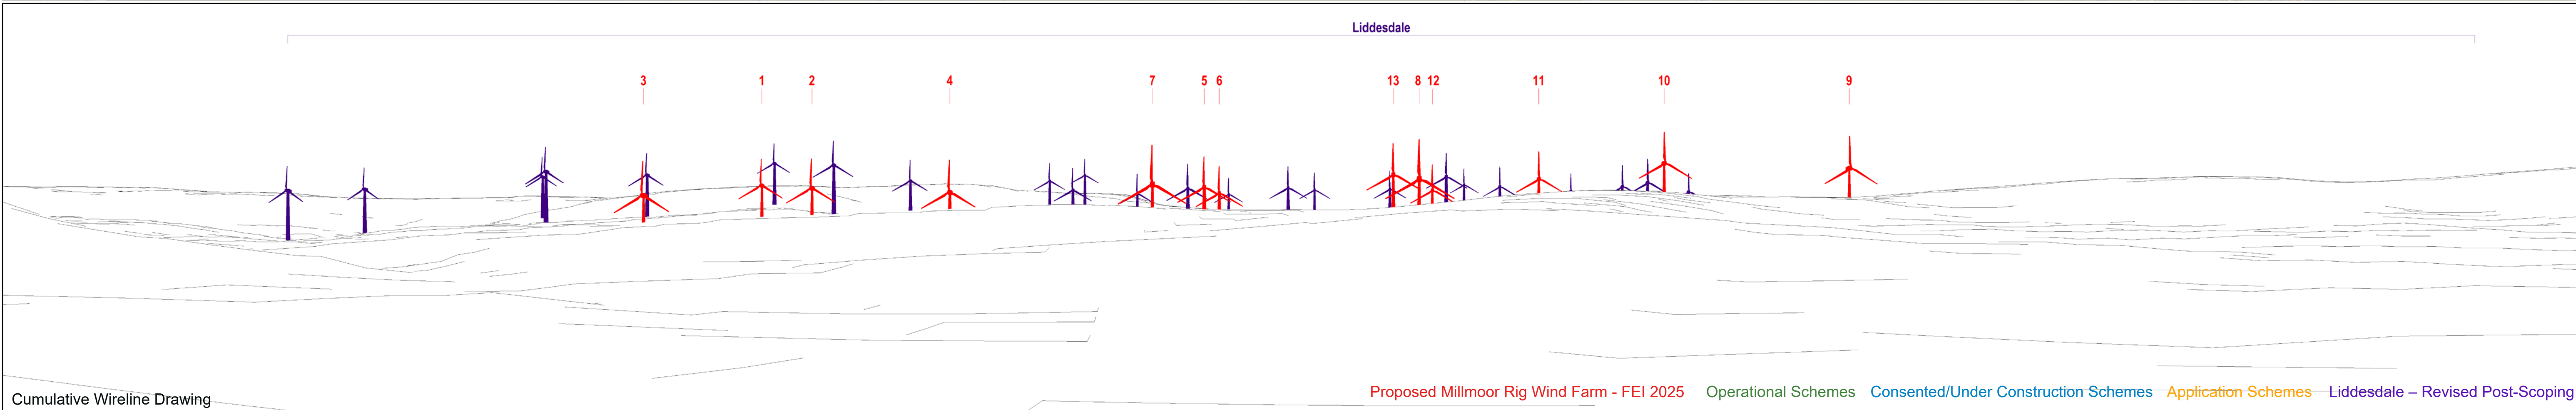 Liddesdale
3 1 2 4 7 5 6 13 8 12 11 10 9
Cumulative Wireline Drawing
Proposed Millmoor Rig Wind Farm - FEI 2025 Operational Schemes Consented/Under Construction Schemes Application Schemes Liddesdale – Revised Post-Scoping